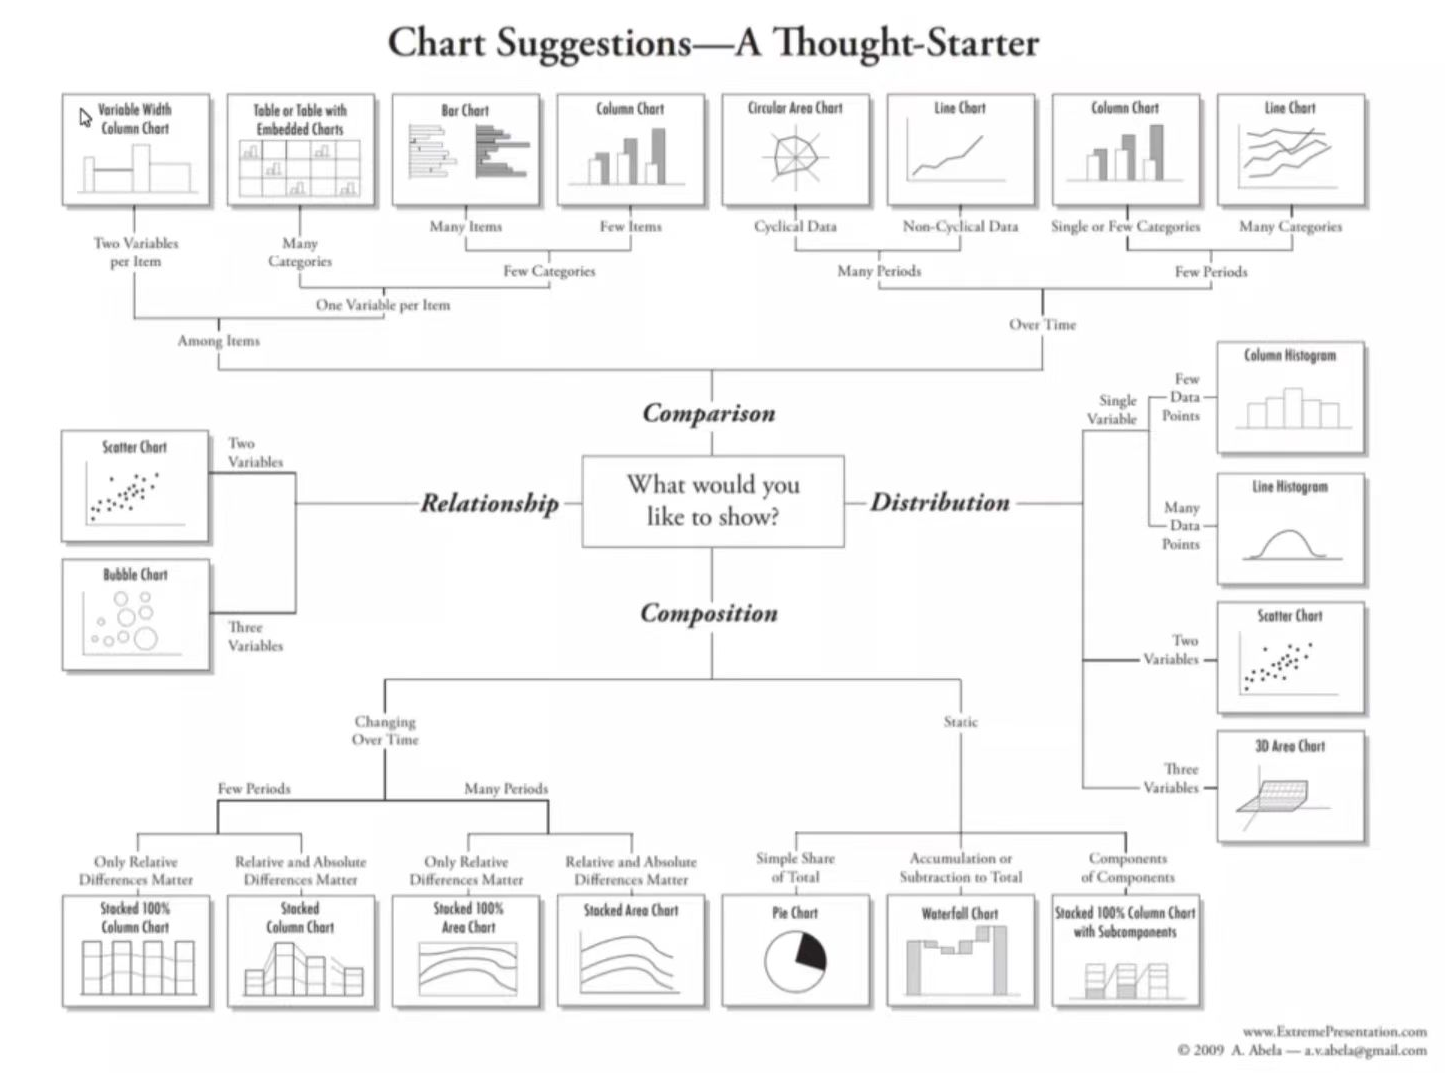 Chart Suggestions—A Thought-Starter
Variable Width
Column Chart
Table or Table with
Embedded Charts
Bar Chart
Column Chart
Circular Area Chart
Line Chart
Column Chart
Line Chart
Two Variables
per Item
Many
Categories
Many Items
Few Items
Cyclical Data
Non-Cyclical Data
Single or Few Categories
Many Categories
Few Categories
Many Periods
Few Periods
One Variable per Item
Among Items
Over Time
Comparison
What would you
like to show?
Relationship
Two
Variables
Scatter Chart
Three
Variables
Bubble Chart
Distribution
Single
Variable
Few
Data
Points
Column Histogram
Many
Data
Points
Line Histogram
Two
Variables
Scatter Chart
Three
Variables
3D Area Chart
Composition
Changing
Over Time
Static
Few Periods
Many Periods
Only Relative
Differences Matter
Relative and Absolute
Differences Matter
Only Relative
Differences Matter
Relative and Absolute
Differences Matter
Simple Share
of Total
Accumulation or
Subtraction to Total
Components
of Components
Stacked 100%
Column Chart
Stacked
Column Chart
Stacked 100%
Area Chart
Stacked Area Chart
Pie Chart
Waterfall Chart
Stacked 100% Column Chart
with Subcomponents
www.ExtremePresentation.com
© 2009 A. Abela — a.v.abela@gmail.com